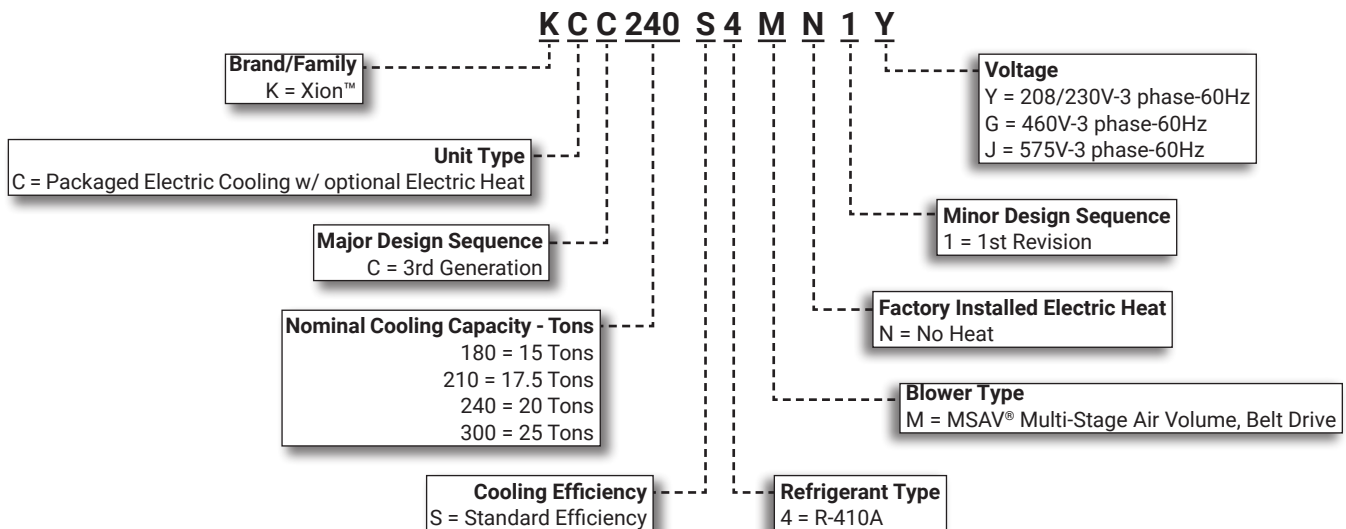 K C C 240 S 4 M N 1 Y
Brand/Family
K = Xion™
Unit Type
C = Packaged Electric Cooling w/ optional Electric Heat
Major Design Sequence
C = 3rd Generation
Nominal Cooling Capacity - Tons
180 = 15 Tons
210 = 17.5 Tons
240 = 20 Tons
300 = 25 Tons
Cooling Efficiency
S = Standard Efficiency
Voltage
Y = 208/230V-3 phase-60Hz
G = 460V-3 phase-60Hz
J = 575V-3 phase-60Hz
Minor Design Sequence
1 = 1st Revision
Factory Installed Electric Heat
N = No Heat
Blower Type
M = MSAV® Multi-Stage Air Volume, Belt Drive
Refrigerant Type
4 = R-410A